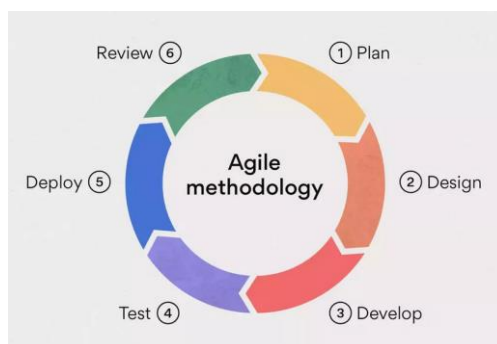 Agile
methodology
① Plan
② Design
③ Develop
Test ④
Deploy ⑤
Review ⑥